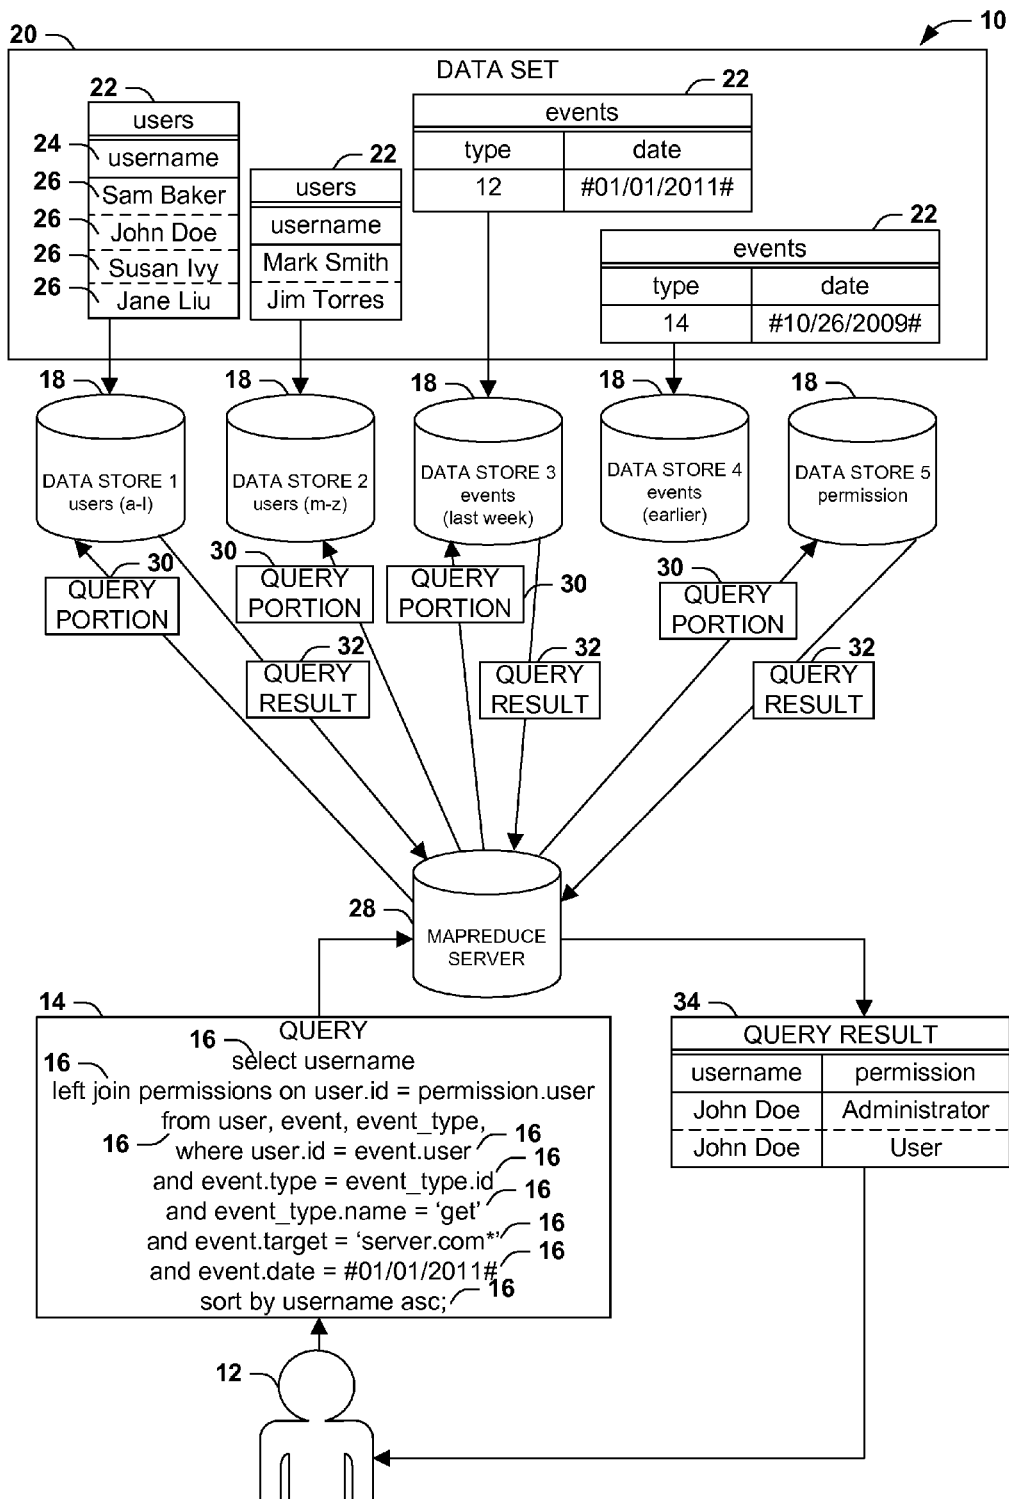 10
20
DATA SET
22
users
24
username
26
Sam Baker
26
John Doe
26
Susan Ivy
26
Jane Liu
22
users
username
Mark Smith
Jim Torres
22
events
type date
12 #01/01/2011#
22
events
type date
14 #10/26/2009#
18
DATA STORE 1
users (a-l)
18
DATA STORE 2
users (m-z)
18
DATA STORE 3
events
(last week)
18
DATA STORE 4
events
(earlier)
18
DATA STORE 5
permission
30
QUERY
PORTION
30
QUERY
PORTION
30
QUERY
PORTION
30
QUERY
PORTION
32
QUERY
RESULT
32
QUERY
RESULT
32
QUERY
RESULT
28
MAPREDUCE
SERVER
14
QUERY
16
select username
16
left join permissions on user.id = permission.user
from user, event, event_type,
16
where user.id = event.user
16
and event.type = event_type.id
16
and event_type.name = ‘get’
16
and event.target = ‘server.com*’
16
and event.date = #01/01/2011#
16
sort by username asc;
16
34
QUERY RESULT
username permission
John Doe Administrator
John Doe User
12